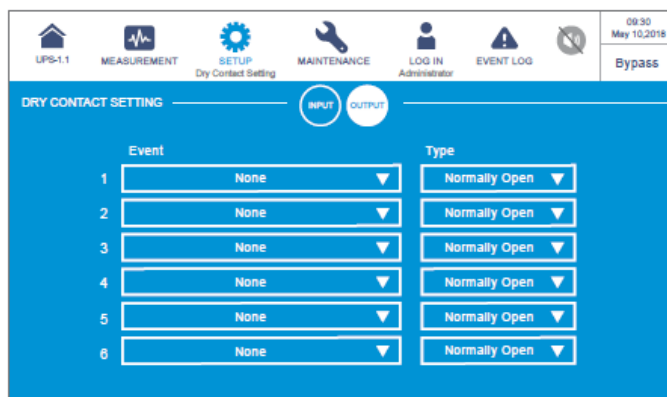 09:30
May 10,2018
UPS-1.1 MEASUREMENT SETUP MAINTENANCE LOG IN EVENT LOG
Dry Contact Setting Administrator
Bypass
DRY CONTACT SETTING INPUT OUTPUT
Event Type
1 None Normally Open
2 None Normally Open
3 None Normally Open
4 None Normally Open
5 None Normally Open
6 None Normally Open